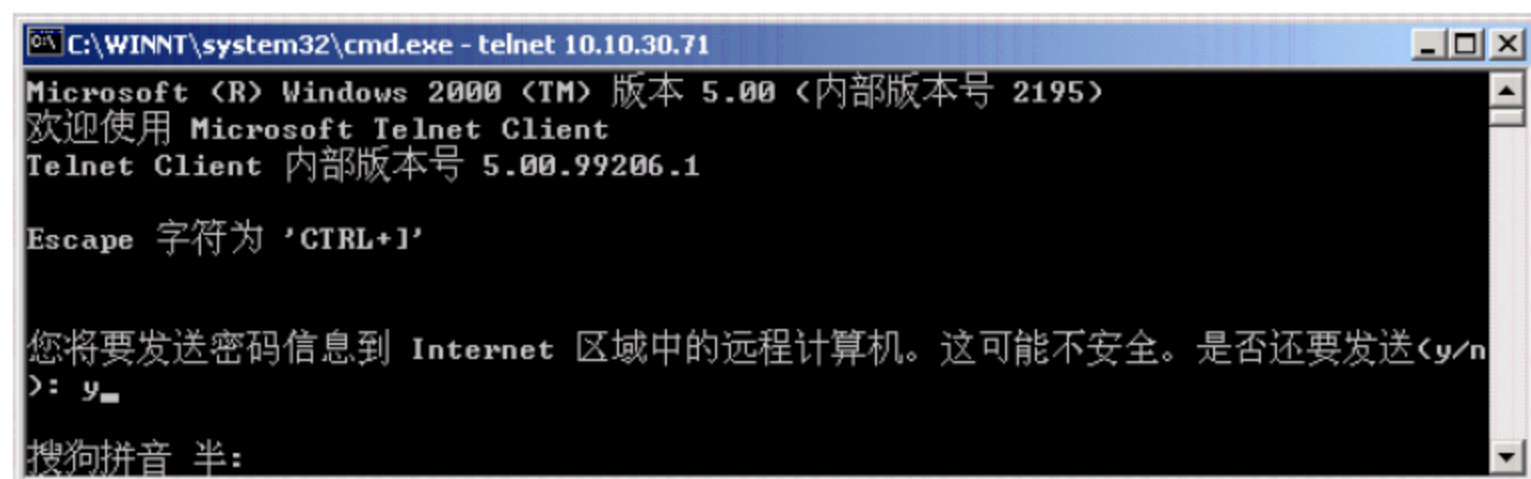 C:\WINNT\system32\cmd.exe - telnet 10.10.30.71
Microsoft (R) Windows 2000 (TM) 版本 5.00 (内部版本号 2195)
欢迎使用 Microsoft Telnet Client
Telnet Client 内部版本号 5.00.99206.1
Escape 字符为 'CTRL+]'
您将要发送密码信息到 Internet 区域中的远程计算机。这可能不安全。是否还要发送(y/n
): y_
搜狗拼音 半: